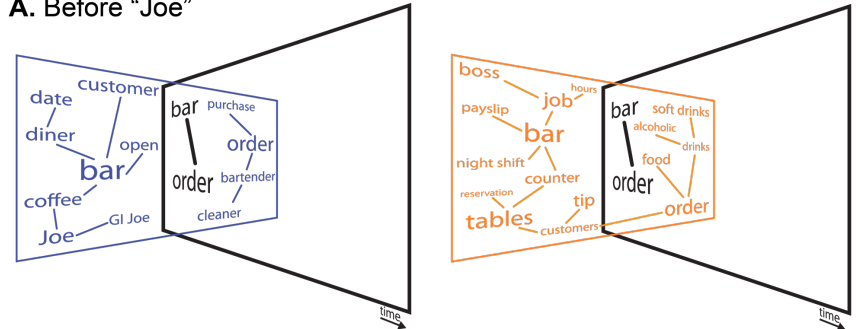 A. Before “Joe”
customer
date
diner
open
bar
coffee
Joe
GI Joe
bar
purchase
order
order
bartender
cleaner
time
boss
hours
job
payslip
bar
night shift
counter
reservation
tip
tables
customers
bar
soft drinks
alcoholic
drinks
food
order
order
time